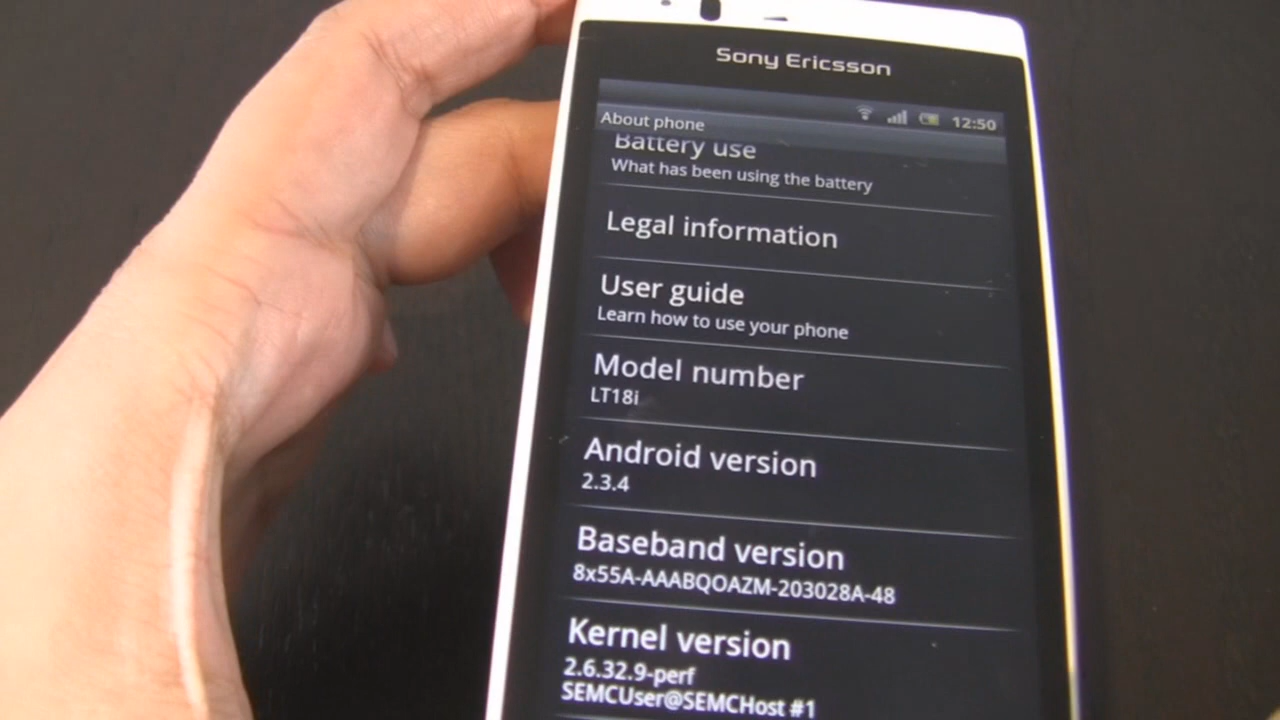 Sony Ericsson
12:50
About phone
Battery use
What has been using the battery
Legal information
User guide
Learn how to use your phone
Model number
LT18i
Android version
2.3.4
Baseband version
8x55A-AAABQOAZM-203028A-48
Kernel version
2.6.32.9-perf
SEMCUser@SEMCHost #1